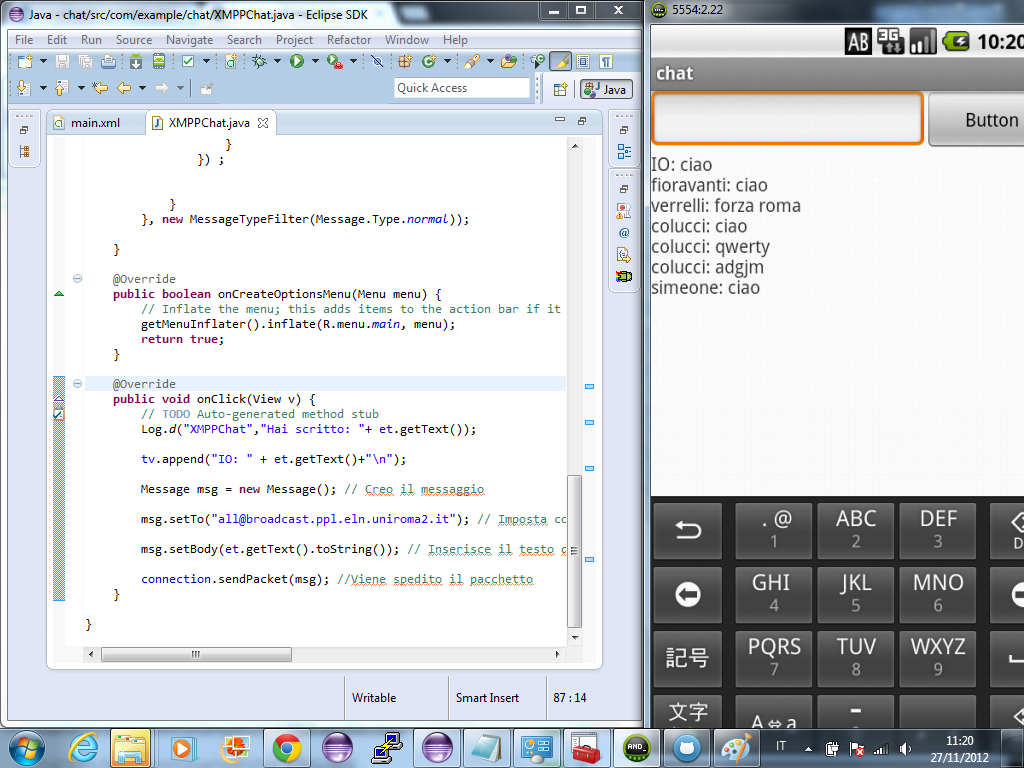 Java - chat/src/com/example/chat/XMPPChat.java - Eclipse SDK
File Edit Run Source Navigate Search Project Refactor Window Help
Quick Access
Java
main.xml
XMPPChat.java
}
}) ;
}
}, new MessageTypeFilter(Message.Type.normal));
}
@Override
public boolean onCreateOptionsMenu(Menu menu) {
// Inflate the menu; this adds items to the action bar if it
getMenuInflater().inflate(R.menu.main, menu);
return true;
}
@Override
public void onClick(View v) {
// TODO Auto-generated method stub
Log.d("XMPPChat","Hai scritto: "+ et.getText());
tv.append("IO: " + et.getText()+"\n");
Message msg = new Message(); // Creo il messaggio
msg.setTo("all@broadcast.ppl.eln.uniroma2.it"); // Imposta
msg.setBody(et.getText().toString()); // Inserisce il testo
connection.sendPacket(msg); //Viene spedito il pacchetto
}
}
Writable
Smart Insert
87 : 14
5554:2.22
AB
3G
10:20
chat
Button
IO: ciao
fioravanti: ciao
verrelli: forza roma
colucci: ciao
colucci: qwerty
colucci: adgjm
simeone: ciao
. @
1
ABC
2
DEF
3
GHI
4
JKL
5
MNO
6
記号
PQRS
7
TUV
8
WXYZ
9
文字
A⇔a
-
IT
11:20
27/11/2012